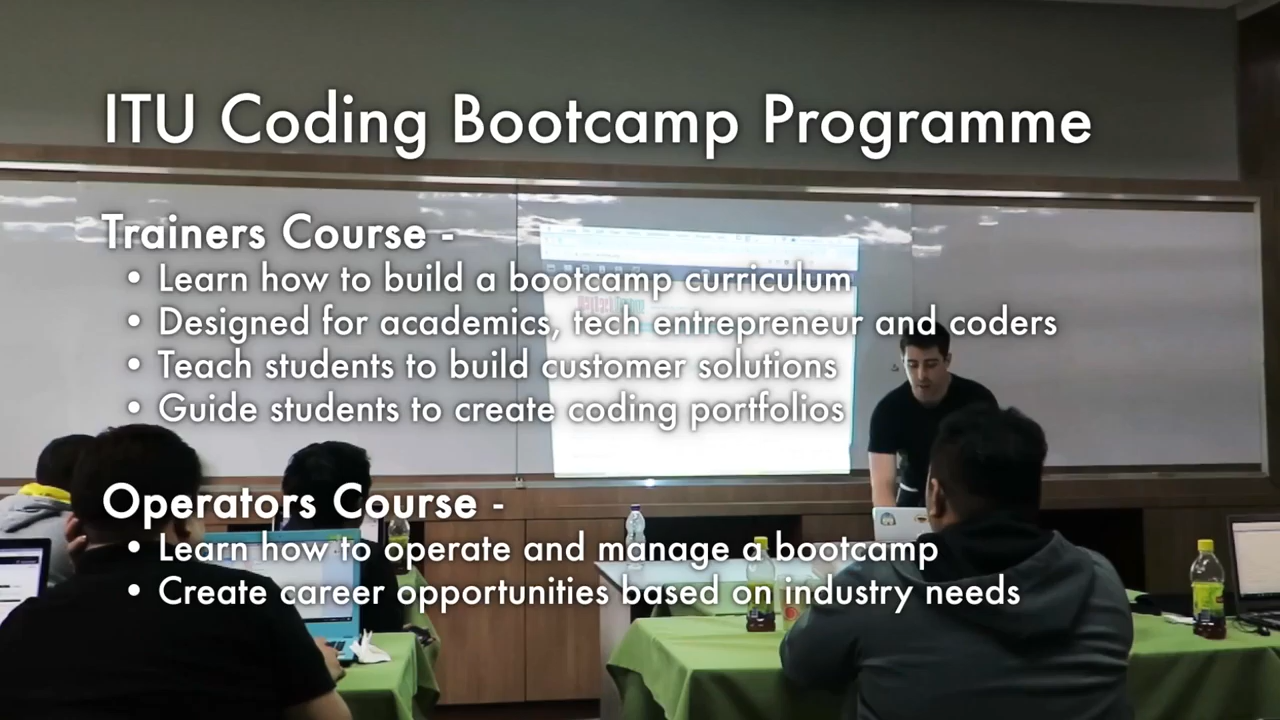 ITU Coding Bootcamp Programme
Trainers Course -
• Learn how to build a bootcamp curriculum
• Designed for academics, tech entrepreneur and coders
• Teach students to build customer solutions
• Guide students to create coding portfolios
Operators Course -
• Learn how to operate and manage a bootcamp
• Create career opportunities based on industry needs